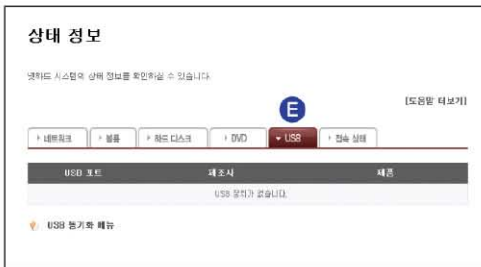 상태 정보
넷하드 시스템의 상태 정보를 확인하실 수 있습니다.
E
[도움말 더보기]
네트워크 볼륨 하드 디스크 DVD USB 접속 상태
USB 포트 제조사 제품
USB 장치가 없습니다.
USB 동기화 메뉴